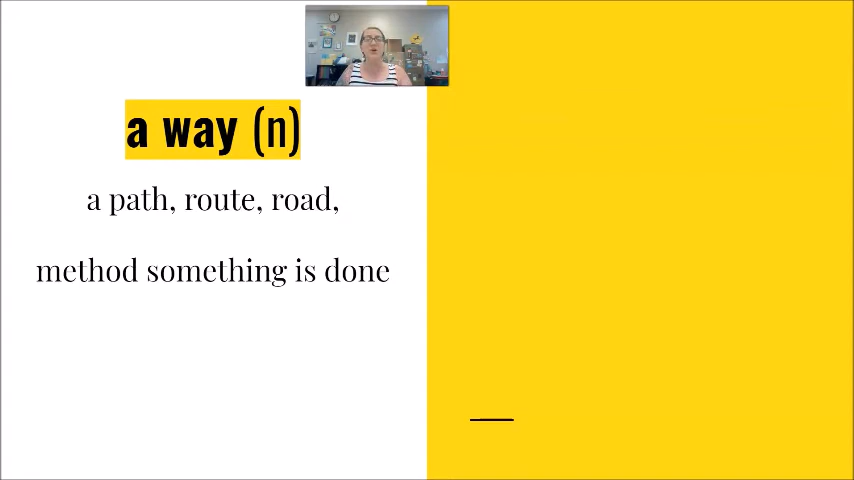 a way (n)
a path, route, road,
method something is done